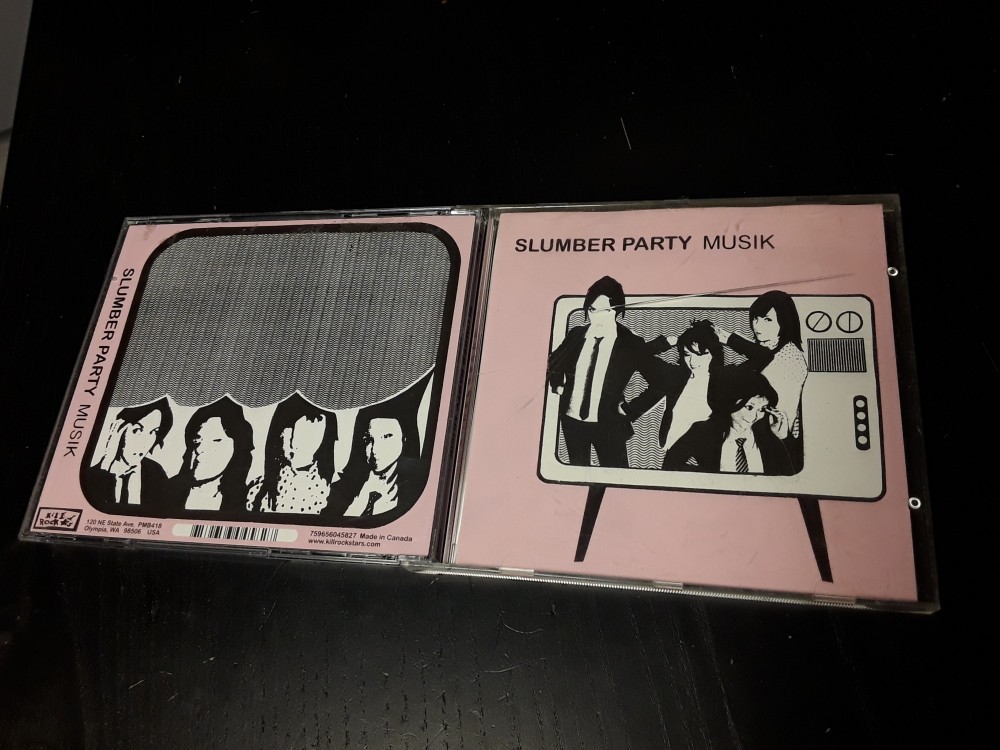 SLUMBER PARTY MUSIK
KILL
ROCK
120 NE State Ave. PMB418
Olympia, WA 98506 USA
759656045827 Made in Canada
www.killrockstars.com
SLUMBER PARTY MUSIK